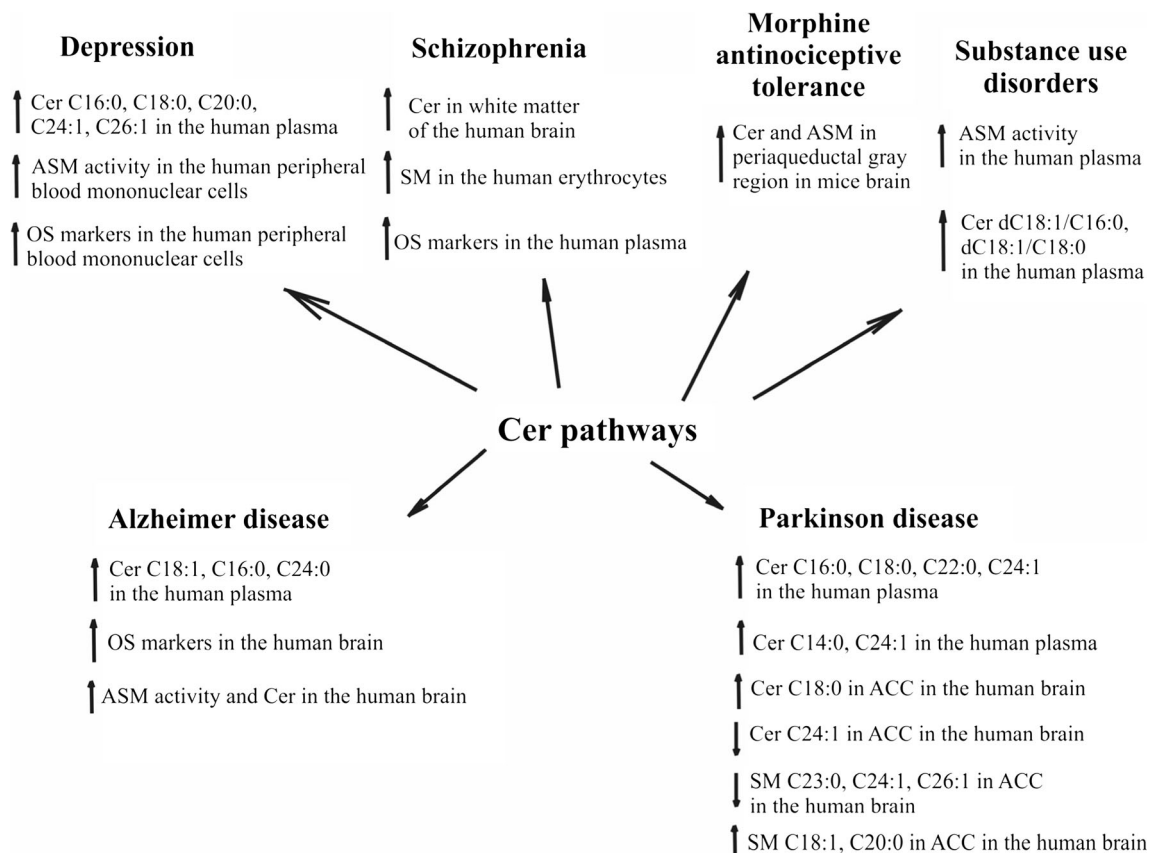 Depression
↑ Cer C16:0, C18:0, C20:0,
C24:1, C26:1 in the human plasma
↑ ASM activity in the human peripheral
blood mononuclear cells
↑ OS markers in the human peripheral
blood mononuclear cells
Schizophrenia
↑ Cer in white matter
of the human brain
↑ SM in the human erythrocytes
↑ OS markers in the human plasma
Morphine
antinociceptive
tolerance
↑ Cer and ASM in
periaqueductal gray
region in mice brain
Substance use
disorders
↑ ASM activity
in the human plasma
↑ Cer dC18:1/C16:0,
dC18:1/C18:0
in the human plasma
Cer pathways
Alzheimer disease
↑ Cer C18:1, C16:0, C24:0
in the human plasma
↑ OS markers in the human brain
↑ ASM activity and Cer in the human brain
Parkinson disease
↑ Cer C16:0, C18:0, C22:0, C24:1
in the human plasma
↑ Cer C14:0, C24:1 in the human plasma
↑ Cer C18:0 in ACC in the human brain
↓ Cer C24:1 in ACC in the human brain
↓ SM C23:0, C24:1, C26:1 in ACC
in the human brain
↑ SM C18:1, C20:0 in ACC in the human brain